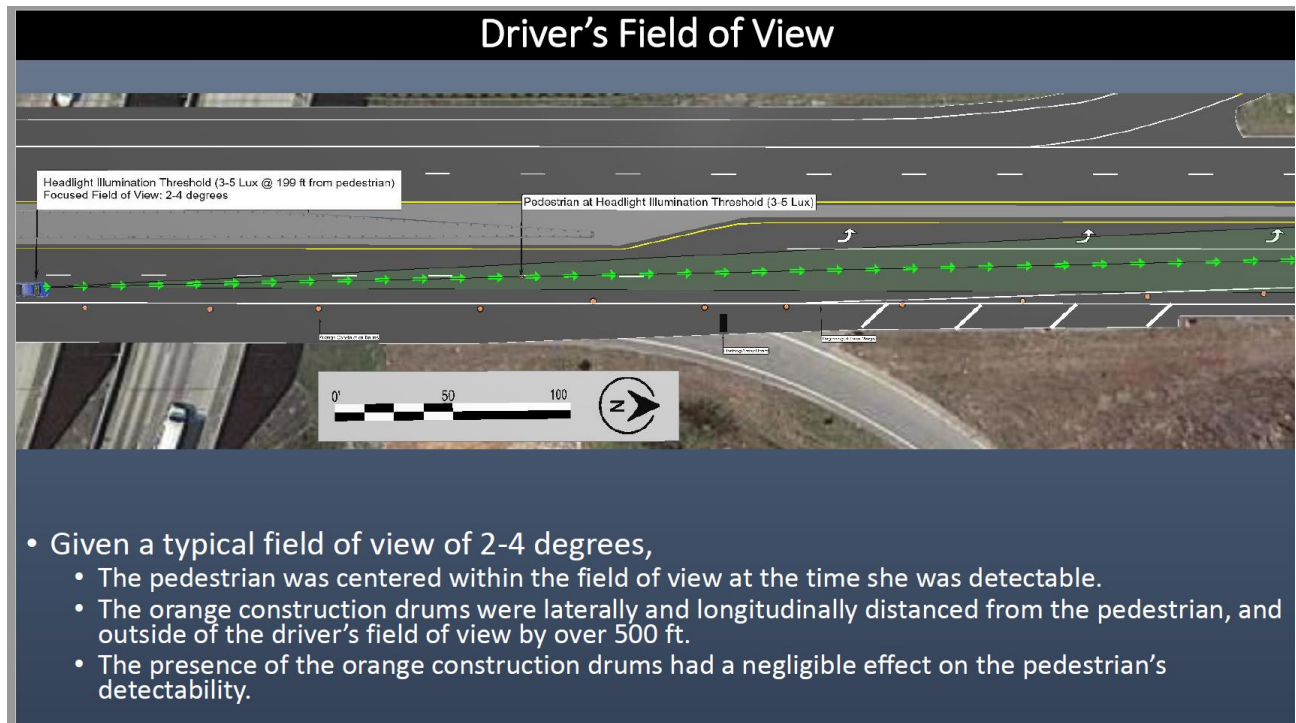 Driver's Field of View
Headlight Illumination Threshold (3-5 Lux @ 199 ft from pedestrian)
Focused Field of View: 2-4 degrees
Pedestrian at Headlight Illumination Threshold (3-5 Lux)
0'
50
100
N
• Given a typical field of view of 2-4 degrees,
• The pedestrian was centered within the field of view at the time she was detectable.
• The orange construction drums were laterally and longitudinally distanced from the pedestrian, and
outside of the driver's field of view by over 500 ft.
• The presence of the orange construction drums had a negligible effect on the pedestrian's
detectability.